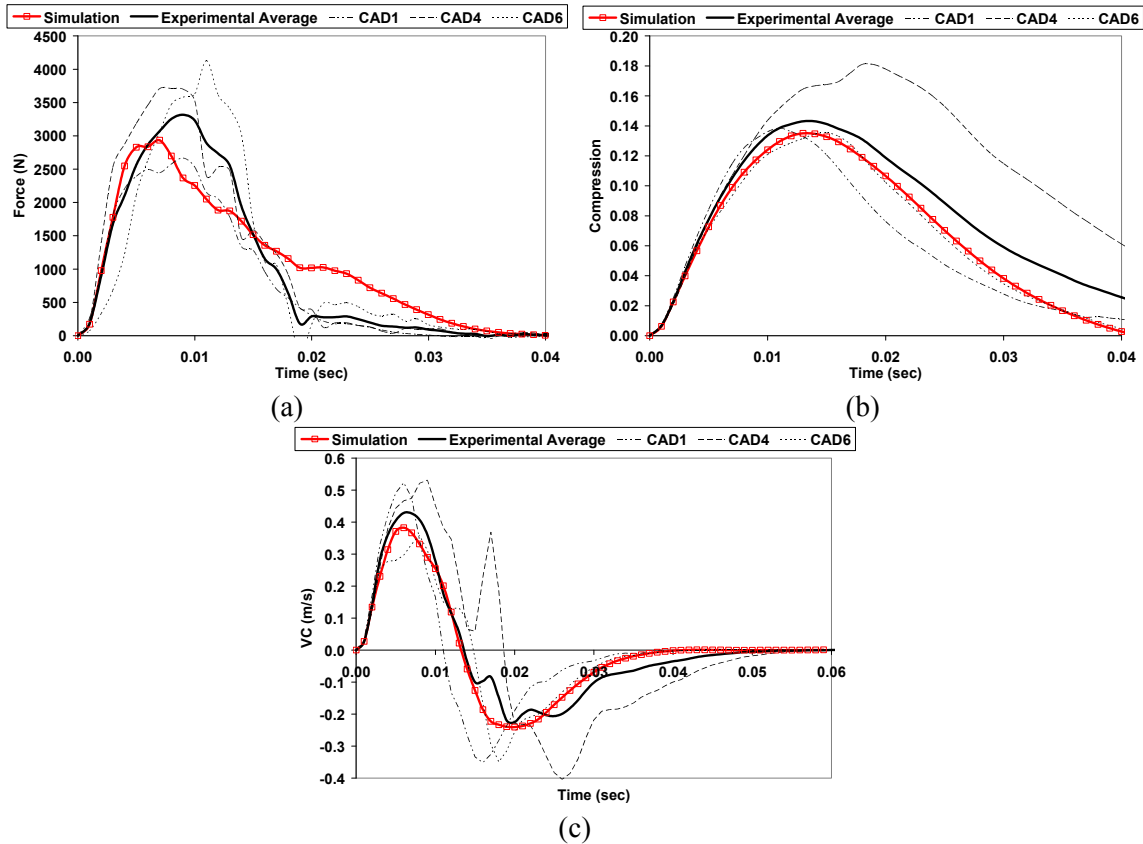 Simulation Experimental Average CAD1 CAD4 CAD6
4500
4000
3500
3000
2500
2000
1500
1000
500
0
Force (N)
0.00 0.01 0.02 0.03 0.04
Time (sec)
(a)
Simulation Experimental Average CAD1 CAD4 CAD6
0.20
0.18
0.16
0.14
0.12
0.10
0.08
0.06
0.04
0.02
0.00
Compression
0.00 0.01 0.02 0.03 0.04
Time (sec)
(b)
Simulation Experimental Average CAD1 CAD4 CAD6
0.6
0.5
0.4
0.3
0.2
0.1
0.0
-0.1
-0.2
-0.3
-0.4
VC (m/s)
0.00 0.01 0.02 0.03 0.04 0.05 0.06
Time (sec)
(c)